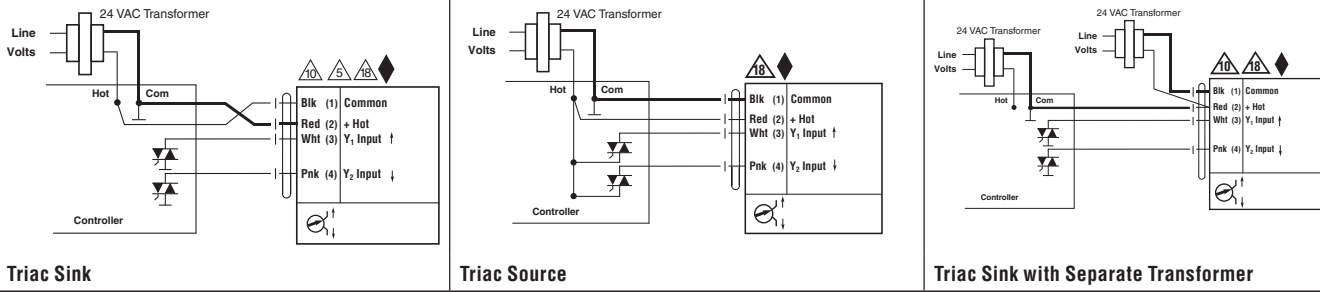 24 VAC Transformer
Line
Volts
Hot
Com
10
5
18
Blk (1) Common
Red (2) + Hot
Wht (3) Y₁ Input ↑
Pnk (4) Y₂ Input ↓
Controller
Triac Sink
24 VAC Transformer
Line
Volts
Hot
Com
18
Blk (1) Common
Red (2) + Hot
Wht (3) Y₁ Input ↑
Pnk (4) Y₂ Input ↓
Controller
Triac Source
24 VAC Transformer
Line
Volts
24 VAC Transformer
Line
Volts
Hot
Com
10
18
Blk (1) Common
Red (2) + Hot
Wht (3) Y₁ Input ↑
Pnk (4) Y₂ Input ↓
Controller
Triac Sink with Separate Transformer